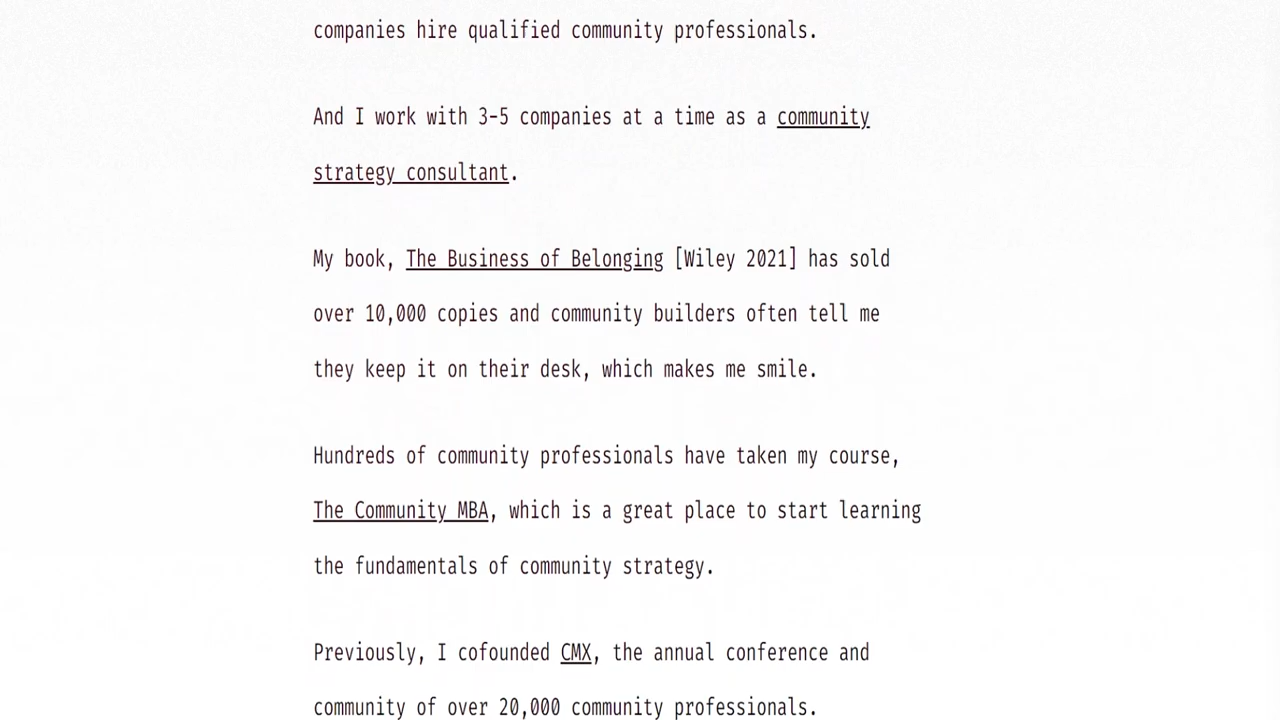 companies hire qualified community professionals.
And I work with 3-5 companies at a time as a community
strategy consultant.
My book, The Business of Belonging [Wiley 2021] has sold
over 10,000 copies and community builders often tell me
they keep it on their desk, which makes me smile.
Hundreds of community professionals have taken my course,
The Community MBA, which is a great place to start learning
the fundamentals of community strategy.
Previously, I cofounded CMX, the annual conference and
community of over 20,000 community professionals.